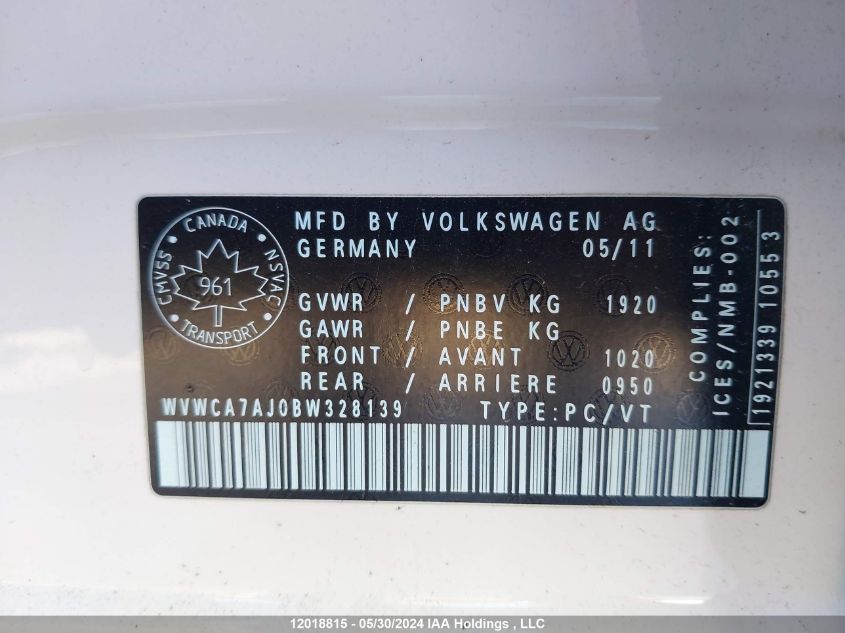 CANADA
CMVSS
NSVAC
961
TRANSPORT
MFD BY VOLKSWAGEN AG
GERMANY 05/11
GVWR / PNBV KG 1920
GAWR / PNBE KG
FRONT / AVANT 1020
REAR / ARRIERE 0950
WVWCA7AJ0BW328139 TYPE:PC/VT
COMPLIES:
ICES/NMB-002
1921339 1055 3
12018815 - 05/30/2024 IAA Holdings , LLC